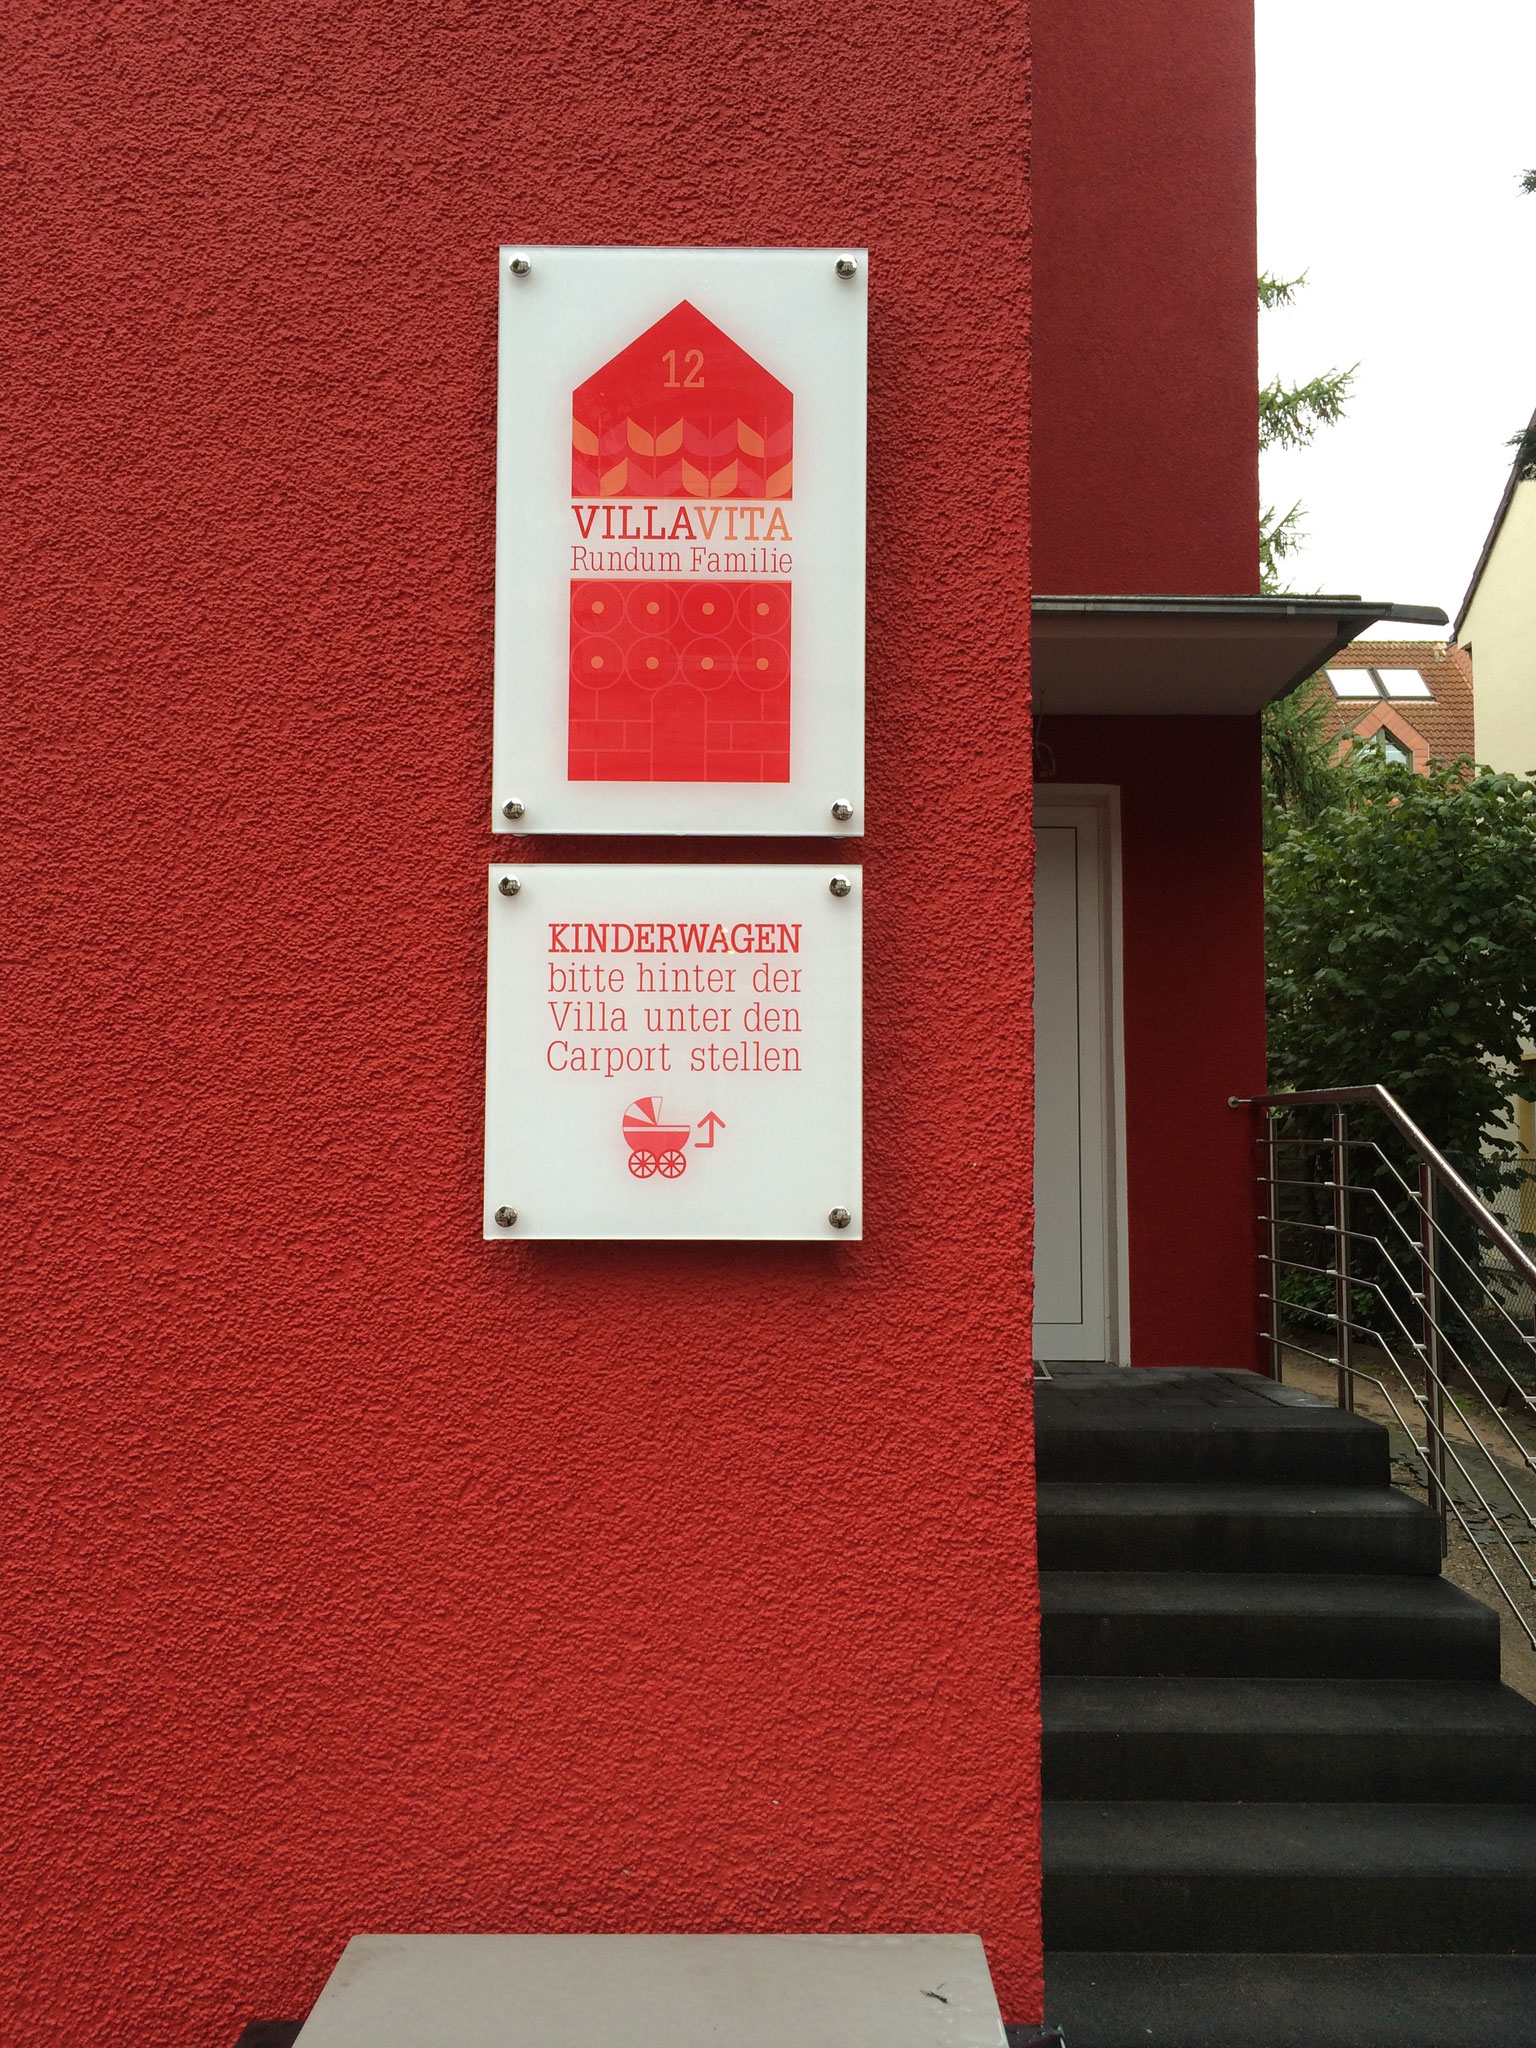 12
VILLAVITA
Rundum Familie
KINDERWAGEN
bitte hinter der
Villa unter den
Carport stellen